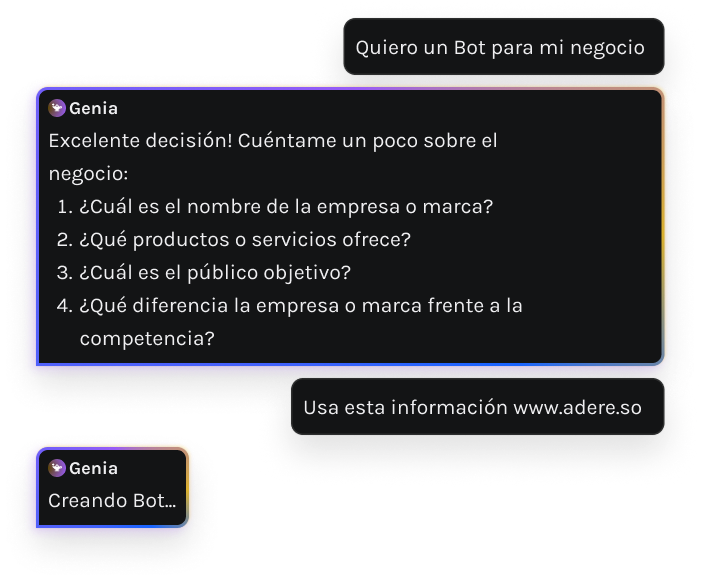 Quiero un Bot para mi negocio
Genia
Excelente decisión! Cuéntame un poco sobre el
negocio:
1. ¿Cuál es el nombre de la empresa o marca?
2. ¿Qué productos o servicios ofrece?
3. ¿Cuál es el público objetivo?
4. ¿Qué diferencia la empresa o marca frente a la
competencia?
Usa esta información www.adere.so
Genia
Creando Bot...